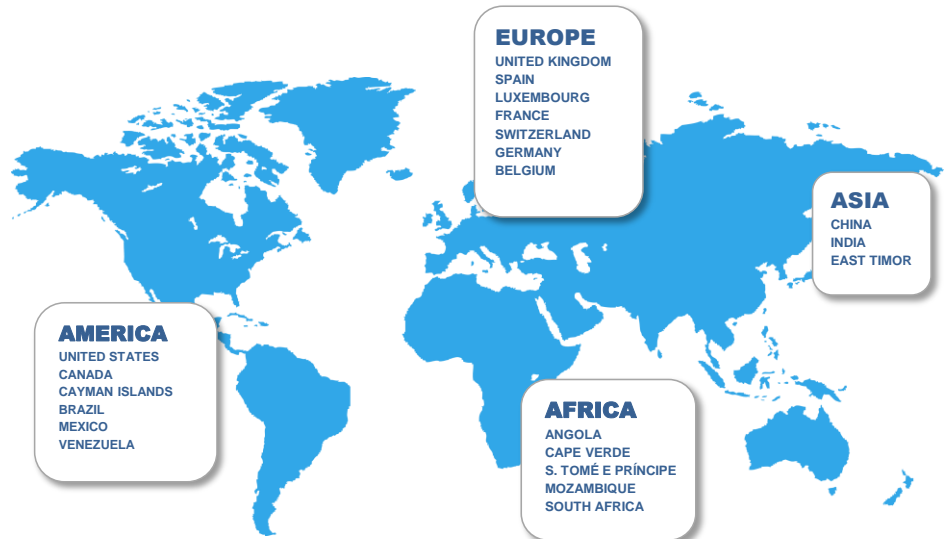 EUROPE
UNITED KINGDOM
SPAIN
LUXEMBOURG
FRANCE
SWITZERLAND
GERMANY
BELGIUM
ASIA
CHINA
INDIA
EAST TIMOR
AMERICA
UNITED STATES
CANADA
CAYMAN ISLANDS
BRAZIL
MEXICO
VENEZUELA
AFRICA
ANGOLA
CAPE VERDE
S. TOMÉ E PRÍNCIPE
MOZAMBIQUE
SOUTH AFRICA